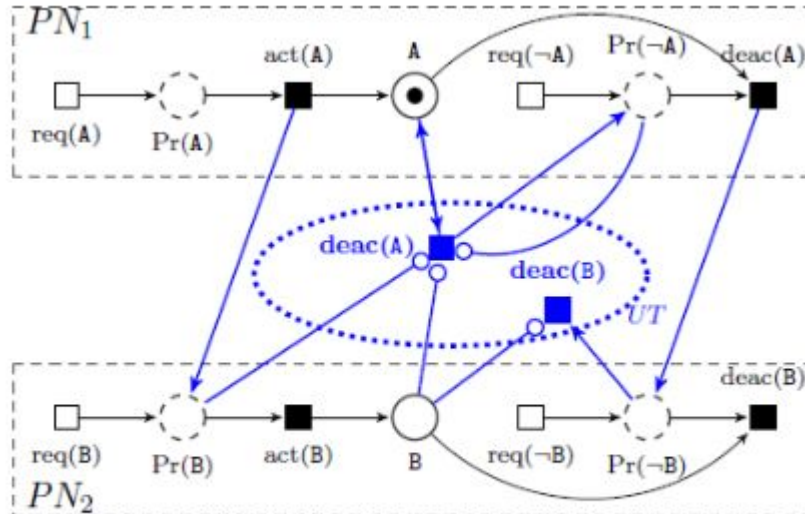 PN1
act(A)
A
req(¬A)
Pr(¬A)
deac(A)
req(A)
Pr(A)
deac(A)
deac(B)
UT
deac(B)
req(B)
Pr(B)
act(B)
B
req(¬B)
Pr(¬B)
PN2